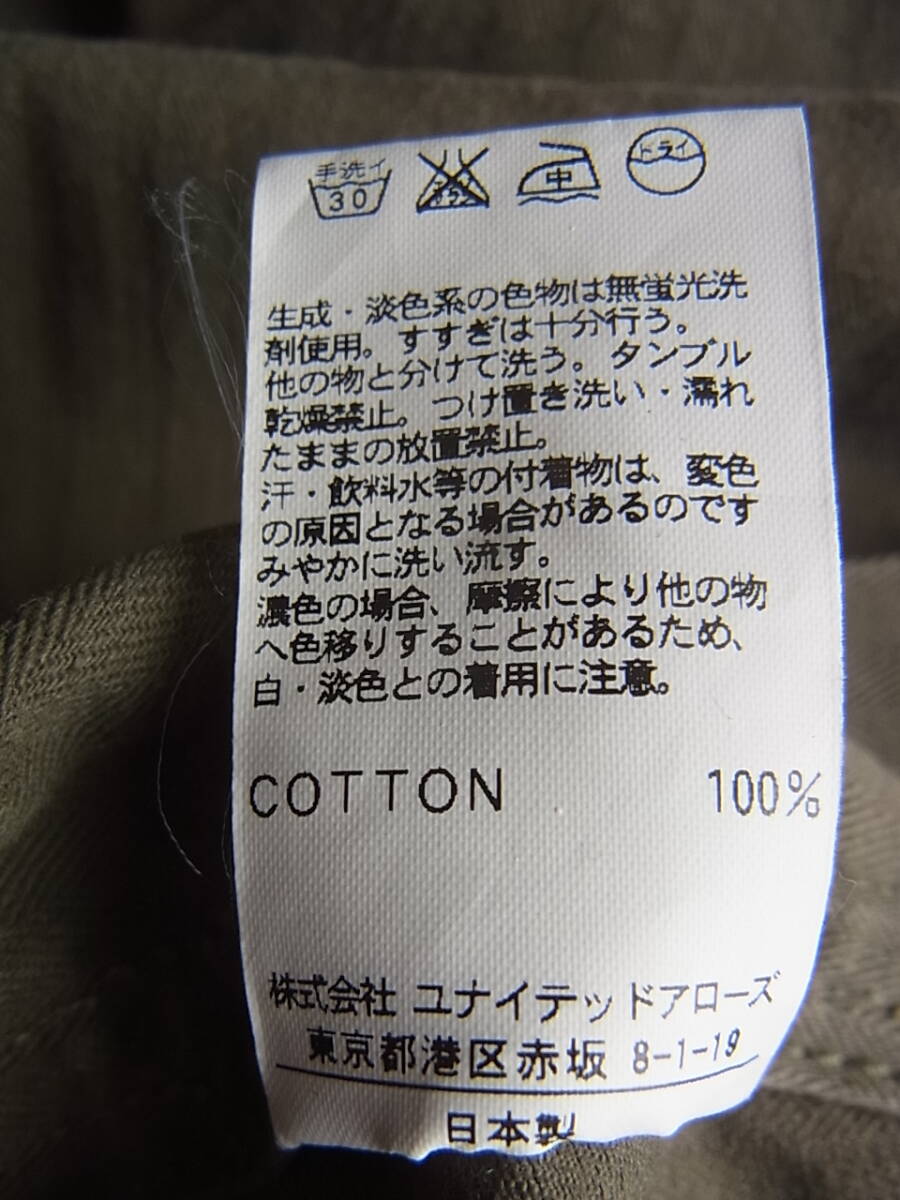 手洗イ
30
中
ドライ
生成・淡色系の色物は無蛍光洗
剤使用。すすぎは十分行う。
他の物と分けて洗う。タンブル
乾燥禁止。つけ置き洗い・濡れ
たままの放置禁止。
汗・飲料水等の付着物は、変色
の原因となる場合があるのです
みやかに洗い流す。
濃色の場合、摩擦により他の物
へ色移りすることがあるため、
白・淡色との着用に注意。
COTTON 100%
株式会社 ユナイテッドアローズ
東京都港区赤坂 8-1-19
日本製